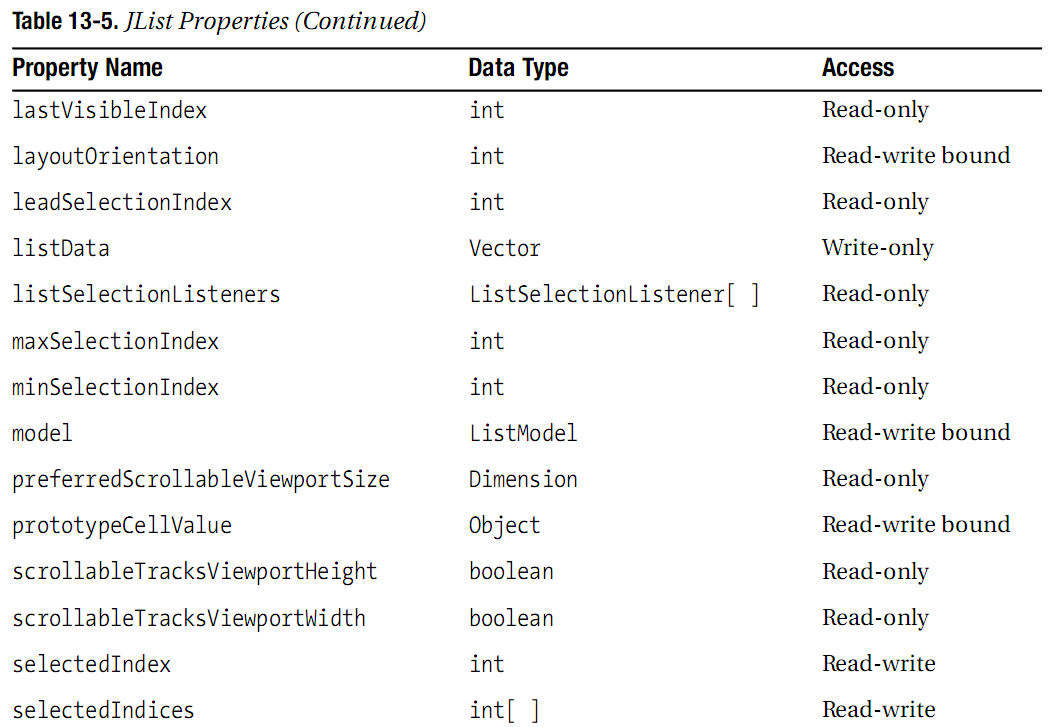 Table 13-5. JList Properties (Continued)
Property Name Data Type Access
lastVisibleIndex int Read-only
layoutOrientation int Read-write bound
leadSelectionIndex int Read-only
listData Vector Write-only
listSelectionListeners ListSelectionListener[ ] Read-only
maxSelectionIndex int Read-only
minSelectionIndex int Read-only
model ListModel Read-write bound
preferredScrollableViewportSize Dimension Read-only
prototypeCellValue Object Read-write bound
scrollableTracksViewportHeight boolean Read-only
scrollableTracksViewportWidth boolean Read-only
selectedIndex int Read-write
selectedIndices int[ ] Read-write